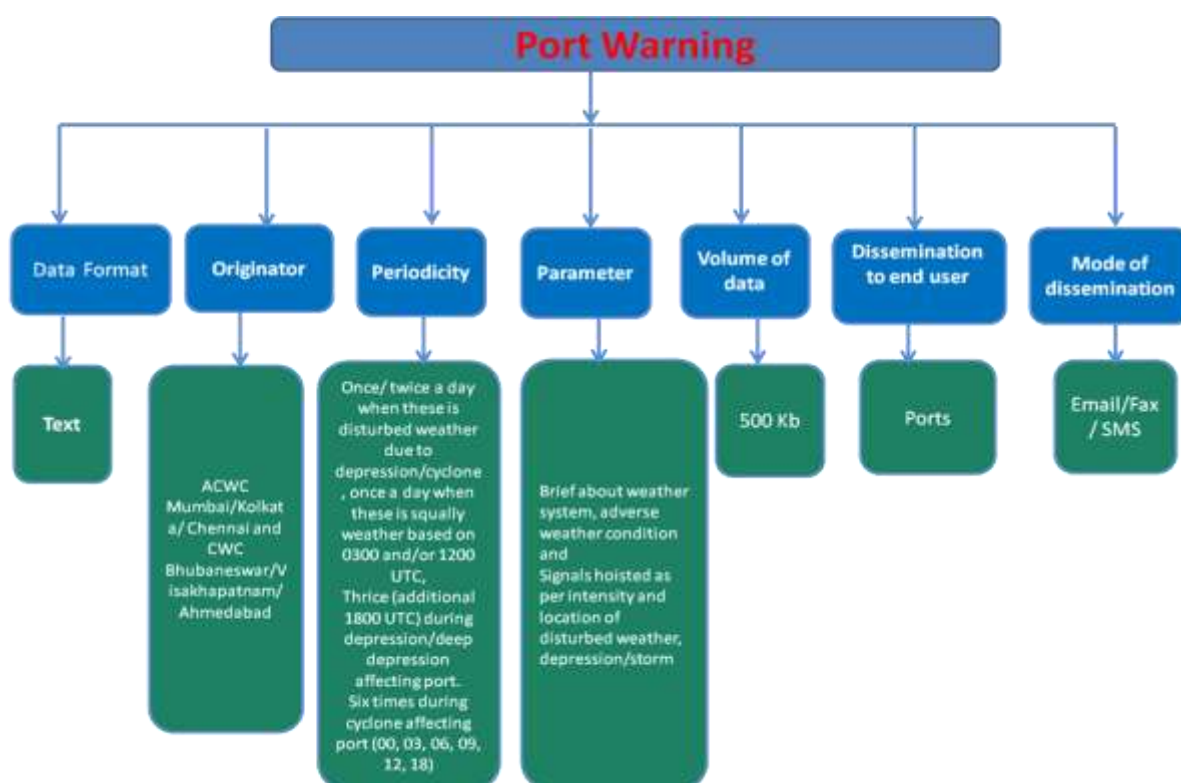 Port Warning
Data Format
Originator
Periodicity
Parameter
Volume of
data
Dissemination
to end user
Mode of
dissemination
Text
ACWC
Mumbai/Kolkat
a/ Chennai and
CWC
Bhubaneswar/V
isakhapatnam/
Ahmedabad
Once/ twice a day
when these is
disturbed weather
due to
depression/cyclone
, once a day when
these is squally
weather based on
0300 and/or 1200
UTC,
Thrice (additional
1800 UTC) during
depression/deep
depression
affecting port.
Six times during
cyclone affecting
port (00, 03, 06, 09,
12, 18)
Brief about weather
system, adverse
weather condition
and
Signals hoisted as
per intensity and
location of
disturbed weather,
depression/storm
500 Kb
Ports
Email/Fax
/ SMS